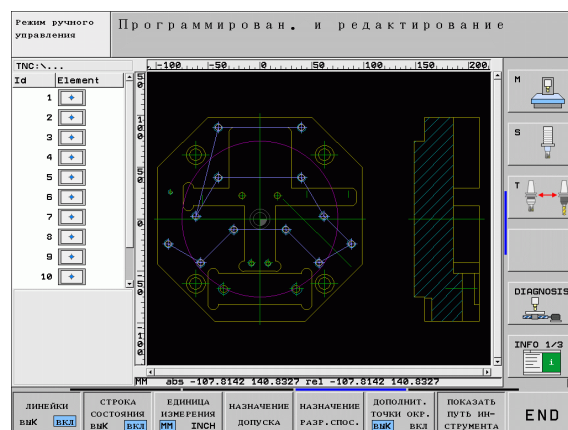 Режим ручного
управления
Программирован. и редактирование
TNC:\...
Id Element
1
2
3
4
5
6
7
8
9
10
-100 -50 0 50 100 150 200
MM abs -107.8142 140.8327 rel -107.8142 140.8327
M
S
T
DIAGNOSIS
INFO 1/3
ЛИНЕЙКИ
ВЫК ВКЛ
СТРОКА
СОСТОЯНИЯ
ВЫК ВКЛ
ЕДИНИЦА
ИЗМЕРЕНИЯ
MM INCH
НАЗНАЧЕНИЕ
ДОПУСКА
НАЗНАЧЕНИЕ
РАЗР.СПОС.
ДОПОЛНИТ.
ТОЧКИ ОКР.
ВЫК ВКЛ
ПОКАЗАТЬ
ПУТЬ ИН-
СТРУМЕНТА
END